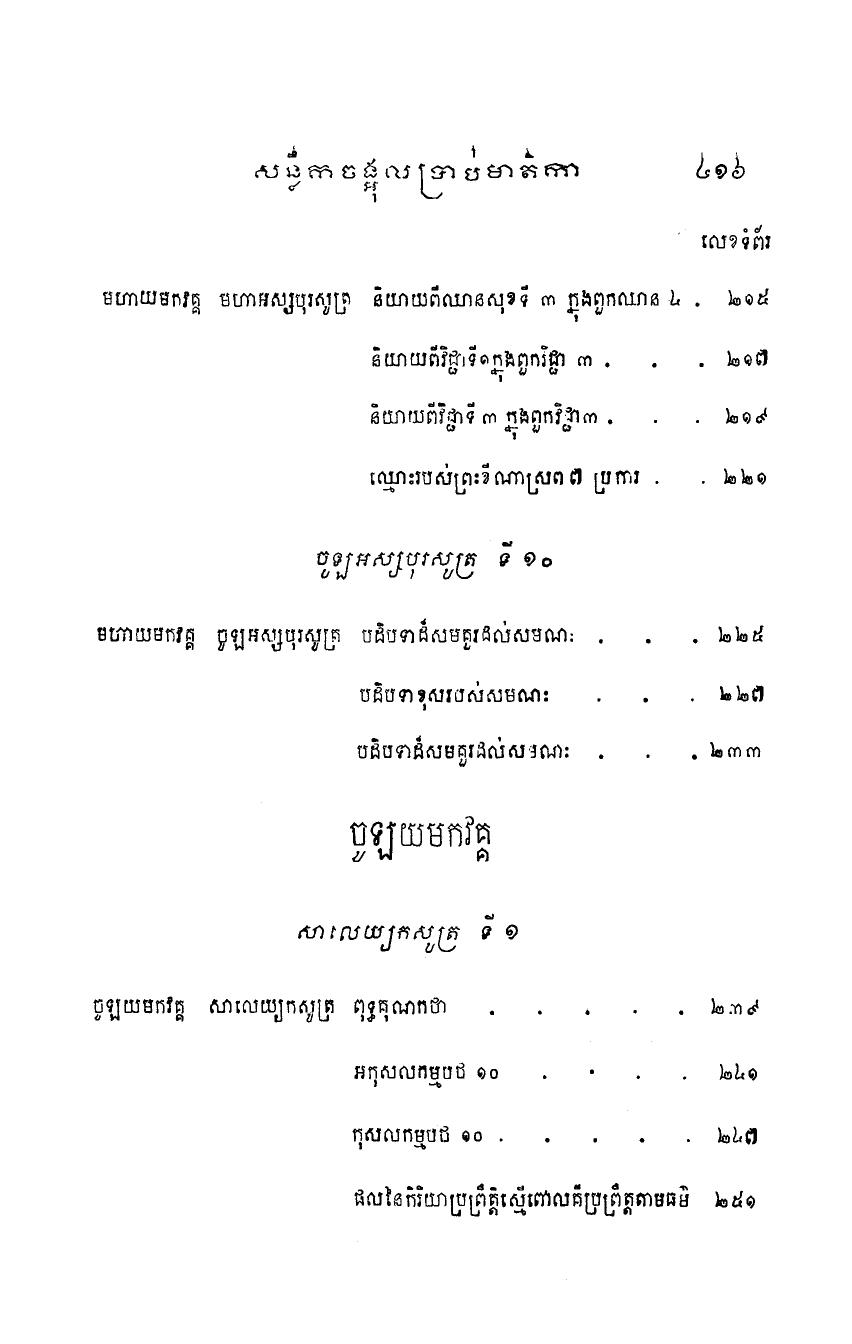 សន្លឹកចង្អុលប្រាប់មាតិកា ៤១៦
លេខទំព័រ
មហាយមកវគ្គ មហាអស្សបុរសូត្រ និយាយពីឈានសុខទី ៣ ក្នុងពួកឈាន ៤ . ២១៥
និយាយពីវិជ្ជាទី១ក្នុងពួកវិជ្ជា ៣ . . . ២១៧
និយាយពីវិជ្ជាទី ៣ ក្នុងពួកវិជ្ជា៣ . . . ២១៩
ឈ្មោះរបស់ព្រះខីណាស្រព៧ ប្រការ . . ២២១
ចូឡអស្សបុរសូត្រ ទី ១០
មហាយមកវគ្គ ចូឡអស្សបុរសូត្រ បដិបទាដ៏សមគួរដល់សមណៈ . . . ២២៥
បដិបទាខុសរបស់សមណះ . . . ២២៧
បដិបទាដ៏សមគួរដល់សមណះ . . . ២៣៣
ចូឡយមកវគ្គ
សាលេយ្យកសូត្រ ទី ១
ចូឡយមកវគ្គ សាលេយ្យកសូត្រ ពុទ្ធគុណកថា . . . . . ២៣៩
អកុសលកម្មបថ ១០ . . . . ២៤១
កុសលកម្មបថ ១០ . . . . . ២៤៧
ផលនៃកិរិយាប្រព្រឹត្តិស្មើពោលគឺប្រព្រឹត្តតាមធម៌ ២៥១